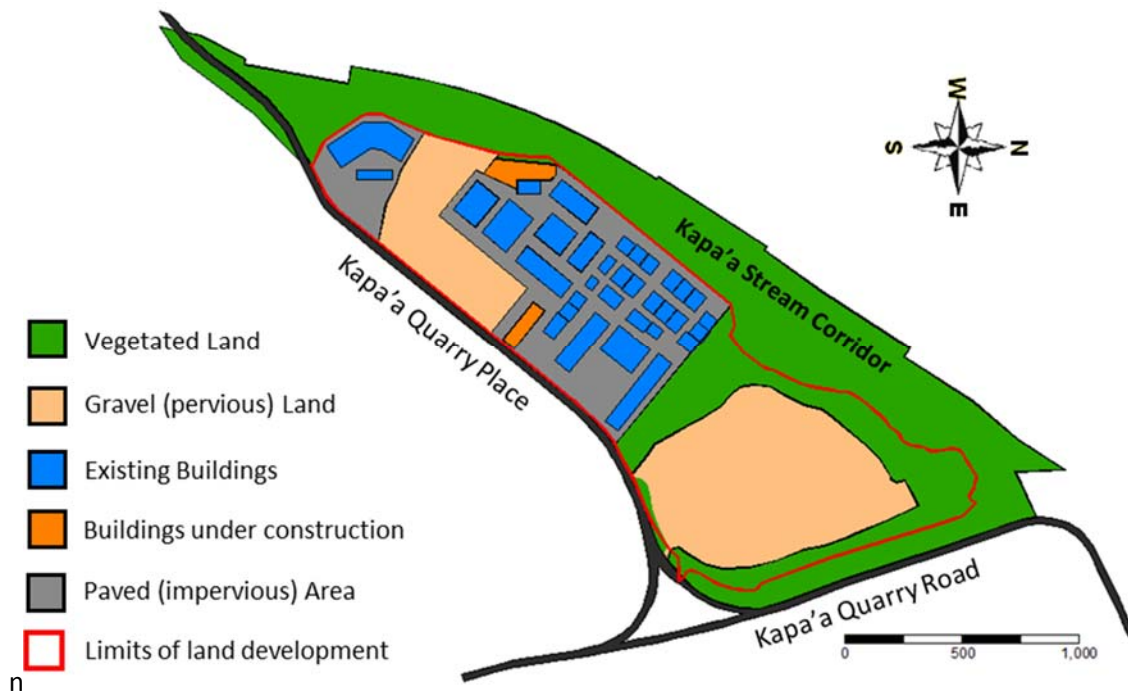 W
S
N
E
Kapa'a Stream Corridor
Kapa'a Quarry Place
Vegetated Land
Gravel (pervious) Land
Existing Buildings
Buildings under construction
Paved (impervious) Area
Limits of land development
Kapa'a Quarry Road
0 500 1,000
n